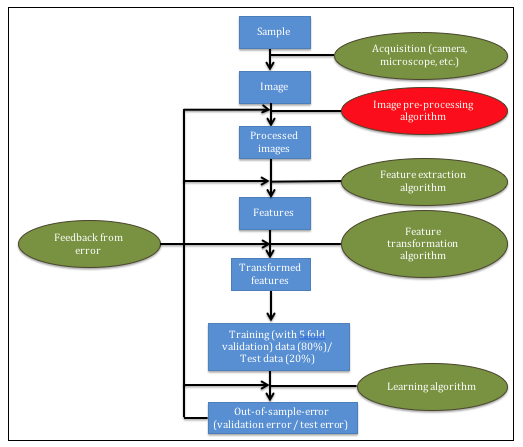 Sample
Acquisition (camera,
microscope, etc.)
Image
Image pre-processing
algorithm
Processed
images
Feature extraction
algorithm
Features
Feature
transformation
algorithm
Feedback from
error
Transformed
features
Training (with 5 fold
validation) data (80%)/
Test data (20%)
Learning algorithm
Out-of-sample-error
(validation error / test error)